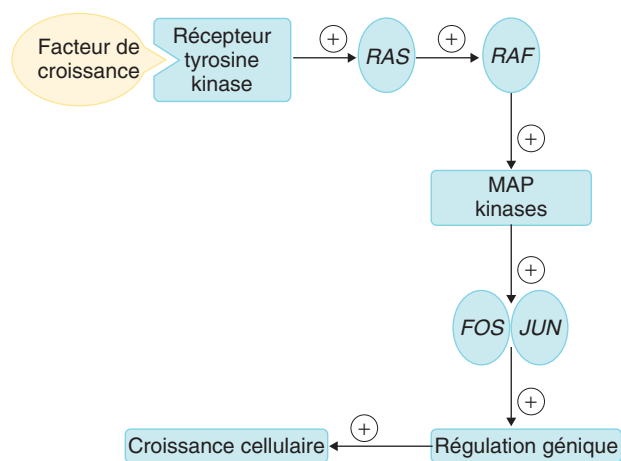 Facteur de
croissance
Récepteur
tyrosine
kinase
+
RAS
+
RAF
+
MAP
kinases
+
FOS
JUN
+
Régulation génique
+
Croissance cellulaire